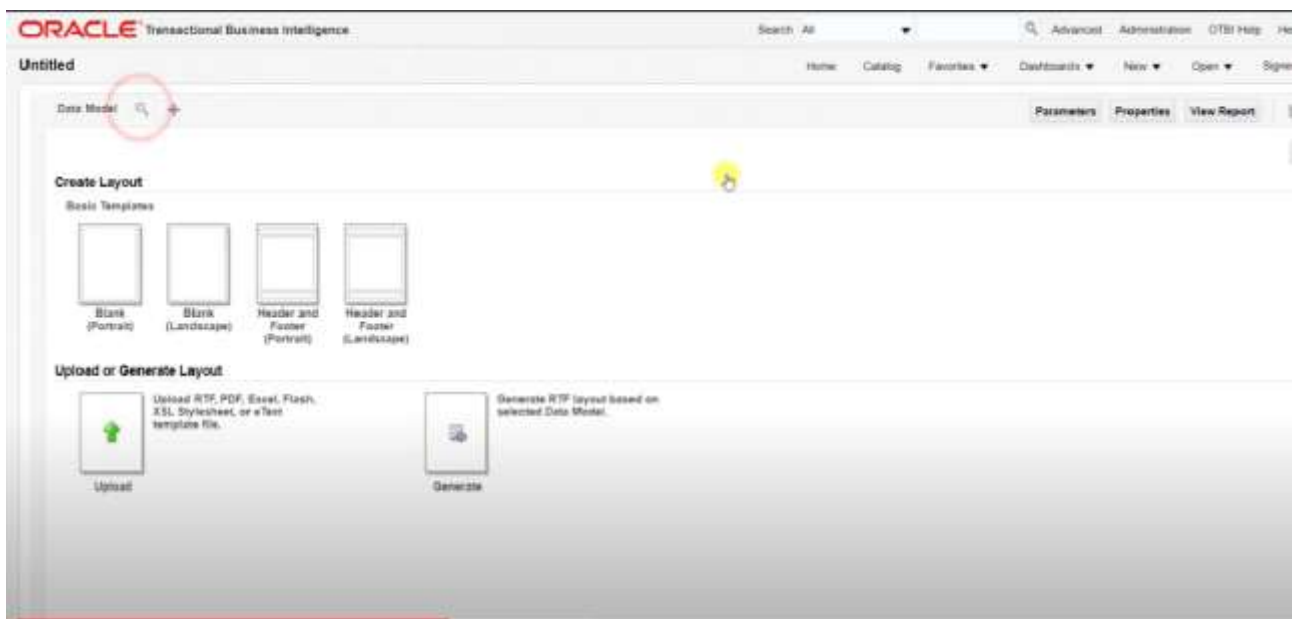 ORACLE Transactional Business Intelligence
Search All
Advanced Administration OTBI Help
Untitled
Home Catalog Favorites Dashboards New Open
Data Model
Parameters Properties View Report
Create Layout
Basic Templates
Blank
(Portrait)
Blank
(Landscape)
Header and
Footer
(Portrait)
Header and
Footer
(Landscape)
Upload or Generate Layout
Upload RTF, PDF, Excel, Flash,
XSL Stylesheet, or eText
template file.
Upload
Generate RTF layout based on
selected Data Model.
Generate